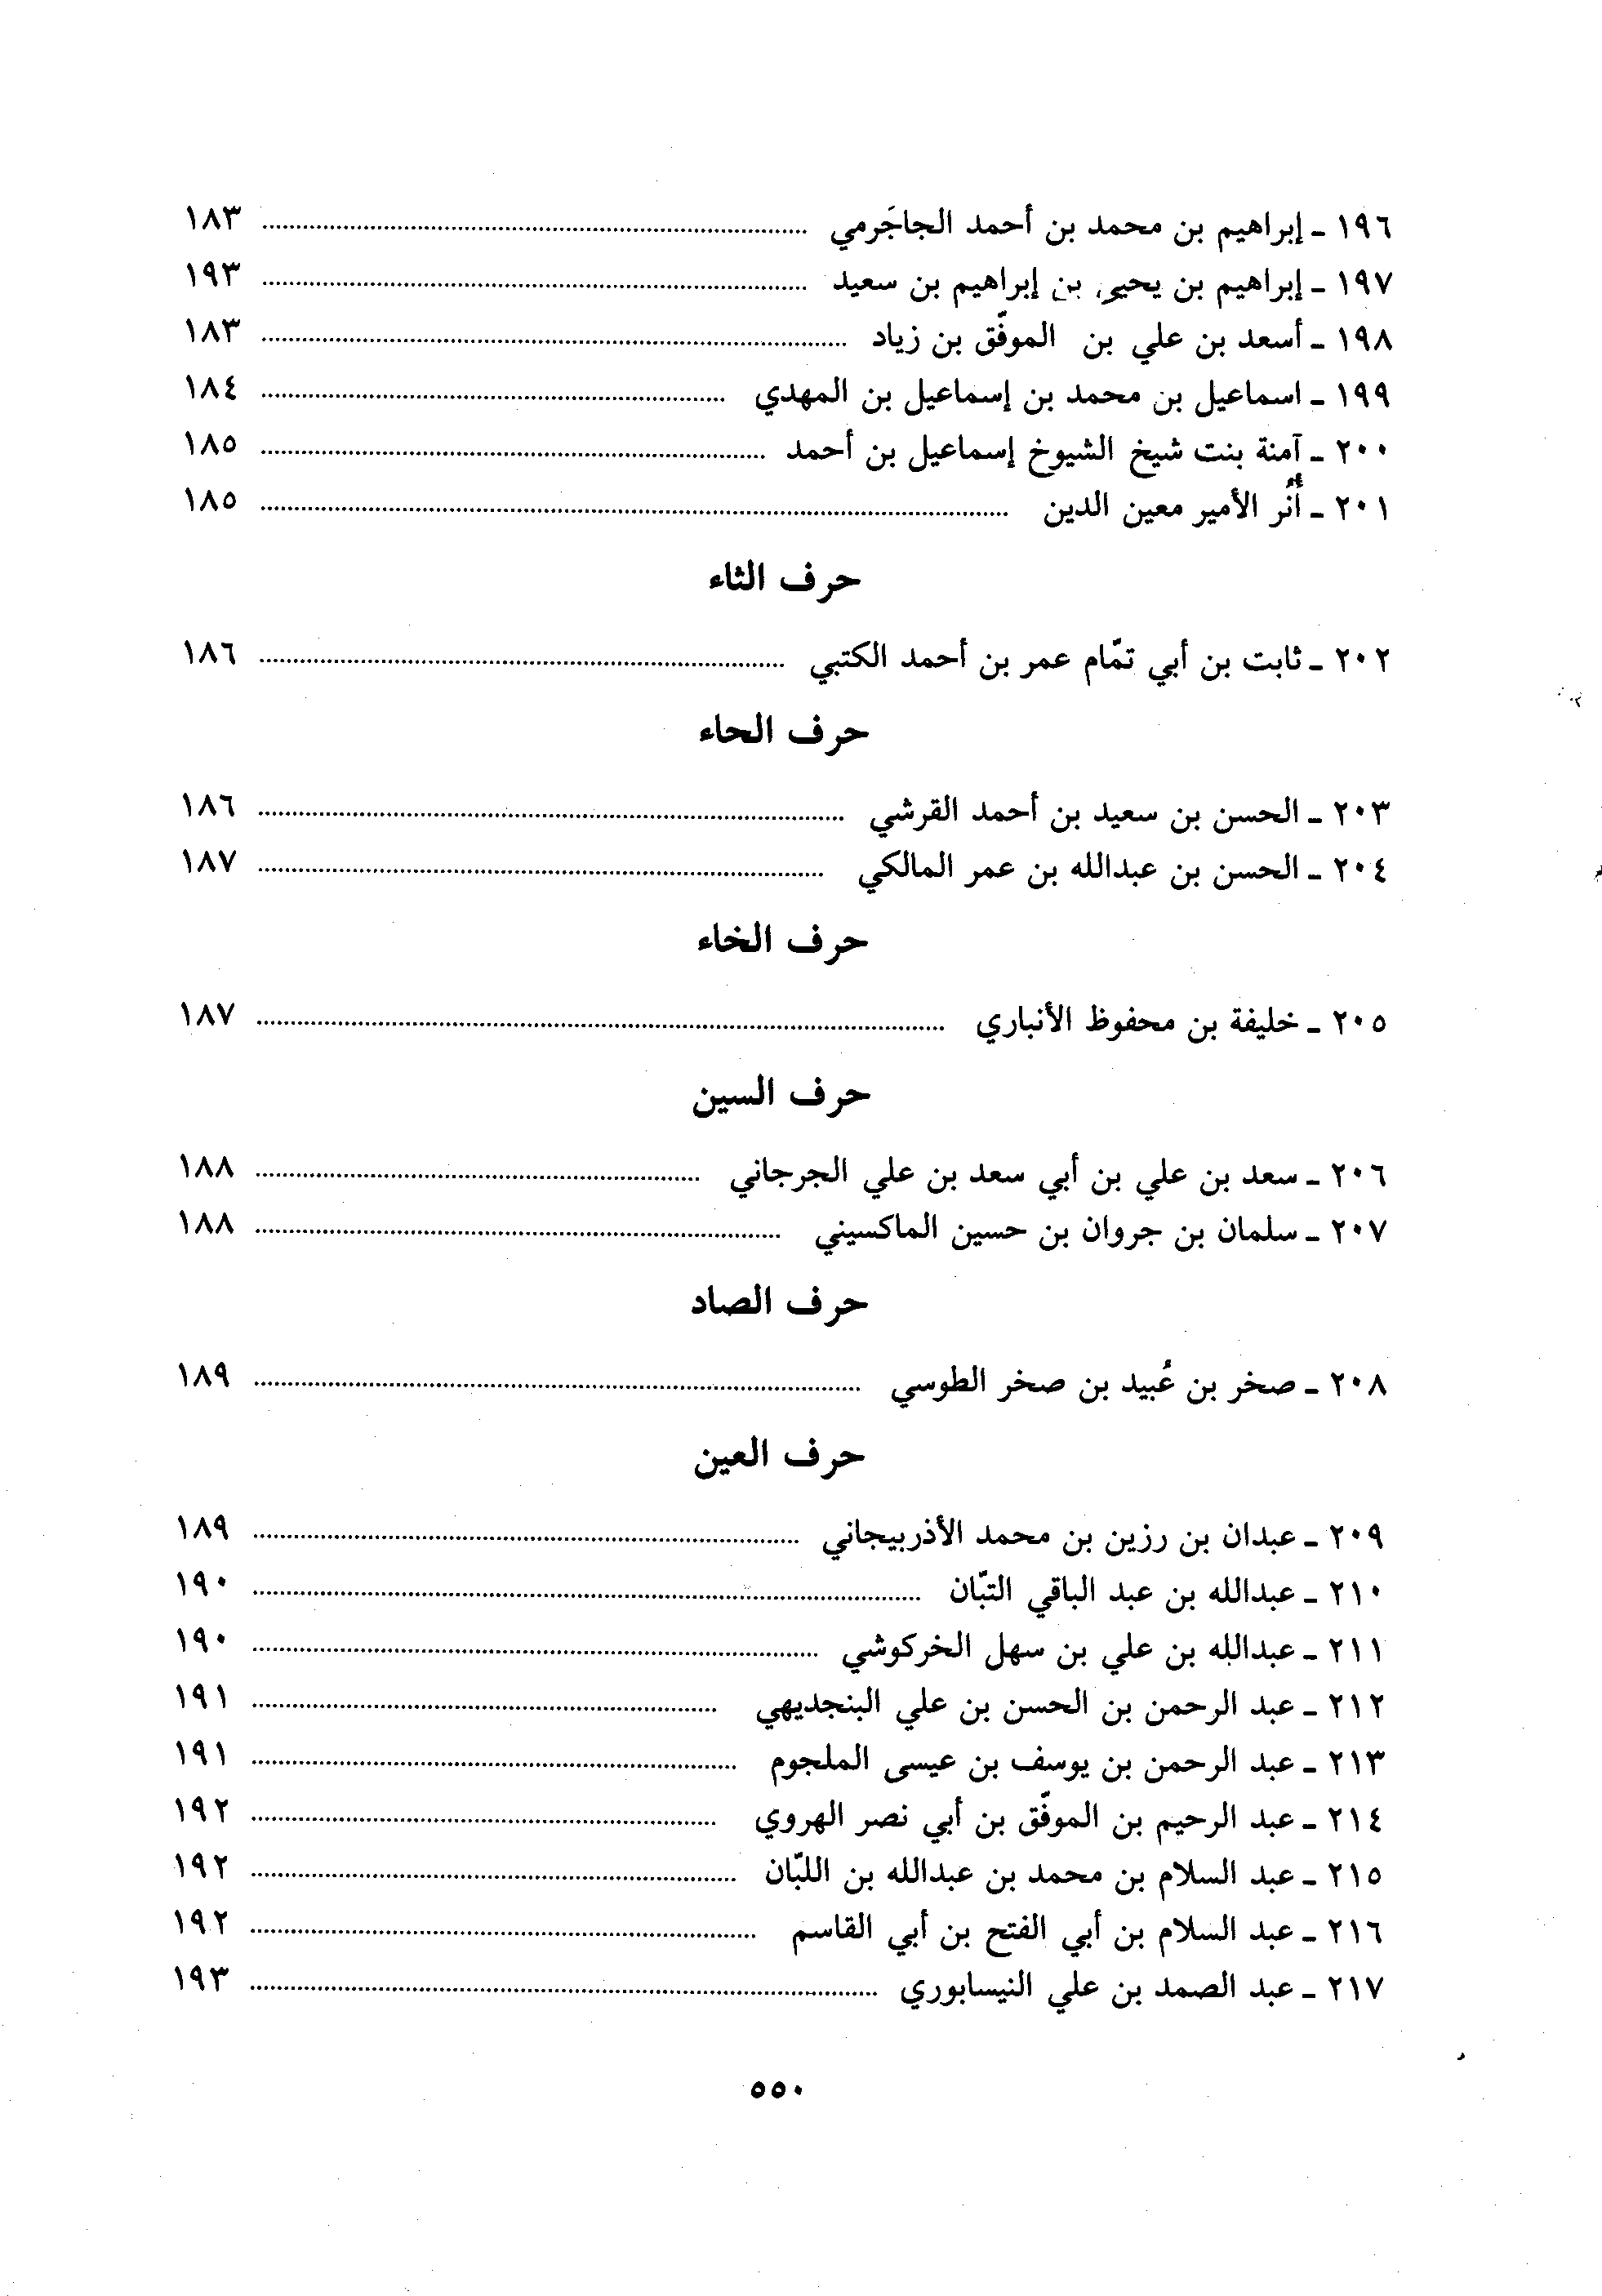 ١٩٦ ـ إبراهيم بن محمد بن أحمد الجاجَرمي ........ ١٨٣
١٩٧ ـ إبراهيم بن يحيى بن إبراهيم بن سعيد ........ ١٩٣
١٩٨ ـ أسعد بن علي بن الموفّق بن زياد ........ ١٨٣
١٩٩ ـ اسماعيل بن محمد بن إسماعيل بن المهدي ........ ١٨٤
٢٠٠ ـ آمنة بنت شيخ الشيوخ إسماعيل بن أحمد ........ ١٨٥
٢٠١ ـ أُنُر الأمير معين الدين ........ ١٨٥
حرف الثاء
٢٠٢ ـ ثابت بن أبي تمّام عمر بن أحمد الكتبي ........ ١٨٦
حرف الحاء
٢٠٣ ـ الحسن بن سعيد بن أحمد القرشي ........ ١٨٦
٢٠٤ ـ الحسن بن عبدالله بن عمر المالكي ........ ١٨٧
حرف الخاء
٢٠٥ ـ خليفة بن محفوظ الأنباري ........ ١٨٧
حرف السين
٢٠٦ ـ سعد بن علي بن أبي سعد بن علي الجرجاني ........ ١٨٨
٢٠٧ ـ سلمان بن جروان بن حسين الماكسيني ........ ١٨٨
حرف الصاد
٢٠٨ ـ صخر بن عُبيد بن صخر الطوسي ........ ١٨٩
حرف العين
٢٠٩ ـ عبدان بن رزين بن محمد الأذربيجاني ........ ١٨٩
٢١٠ ـ عبدالله بن عبد الباقي التبّان ........ ١٩٠
٢١١ ـ عبدالله بن علي بن سهل الخركوشي ........ ١٩٠
٢١٢ ـ عبد الرحمن بن الحسن بن علي البنجديهي ........ ١٩١
٢١٣ ـ عبد الرحمن بن يوسف بن عيسى الملجوم ........ ١٩١
٢١٤ ـ عبد الرحيم بن الموفّق بن أبي نصر الهروي ........ ١٩٢
٢١٥ ـ عبد السلام بن محمد بن عبدالله بن اللبّان ........ ١٩٢
٢١٦ ـ عبد السلام بن أبي الفتح بن أبي القاسم ........ ١٩٢
٢١٧ ـ عبد الصمد بن علي النيسابوري ........ ١٩٣
٥٥٠